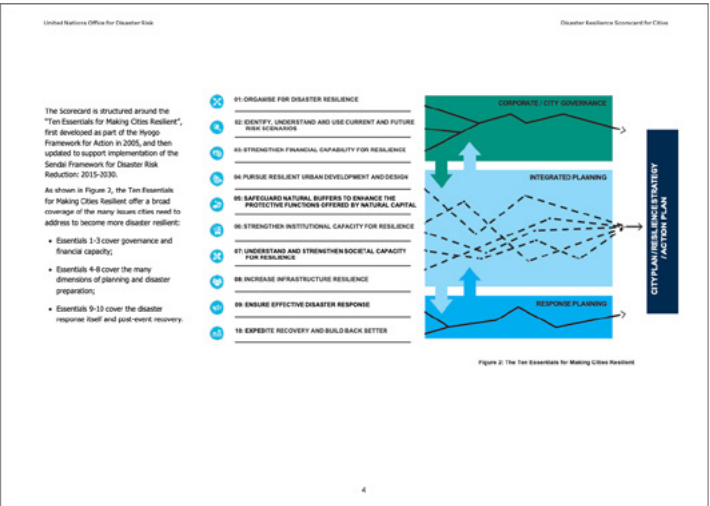 United Nations Office for Disaster Risk
Disaster Resilience Scorecard for Cities
The Scorecard is structured around the
"Ten Essentials for Making Cities Resilient",
first developed as part of the Hyogo
Framework for Action in 2005, and then
updated to support implementation of the
Sendai Framework for Disaster Risk
Reduction: 2015-2030.
As shown in Figure 2, the Ten Essentials
for Making Cities Resilient offer a broad
coverage of the many issues cities need to
address to become more disaster resilient:
• Essentials 1-3 cover governance and
financial capacity;
• Essentials 4-8 cover the many
dimensions of planning and disaster
preparation;
• Essentials 9-10 cover the disaster
response itself and post-event recovery.
01: ORGANISE FOR DISASTER RESILIENCE
02: IDENTIFY, UNDERSTAND AND USE CURRENT AND FUTURE
RISK SCENARIOS
03: STRENGTHEN FINANCIAL CAPABILITY FOR RESILIENCE
04: PURSUE RESILIENT URBAN DEVELOPMENT AND DESIGN
05: SAFEGUARD NATURAL BUFFERS TO ENHANCE THE
PROTECTIVE FUNCTIONS OFFERED BY NATURAL CAPITAL
06: STRENGTHEN INSTITUTIONAL CAPACITY FOR RESILIENCE
07: UNDERSTAND AND STRENGTHEN SOCIETAL CAPACITY
FOR RESILIENCE
08: INCREASE INFRASTRUCTURE RESILIENCE
09: ENSURE EFFECTIVE DISASTER RESPONSE
10: EXPEDITE RECOVERY AND BUILD BACK BETTER
CORPORATE / CITY GOVERNANCE
INTEGRATED PLANNING
RESPONSE PLANNING
CITY PLAN / RESILIENCE STRATEGY
/ ACTION PLAN
Figure 2: The Ten Essentials for Making Cities Resilient
4